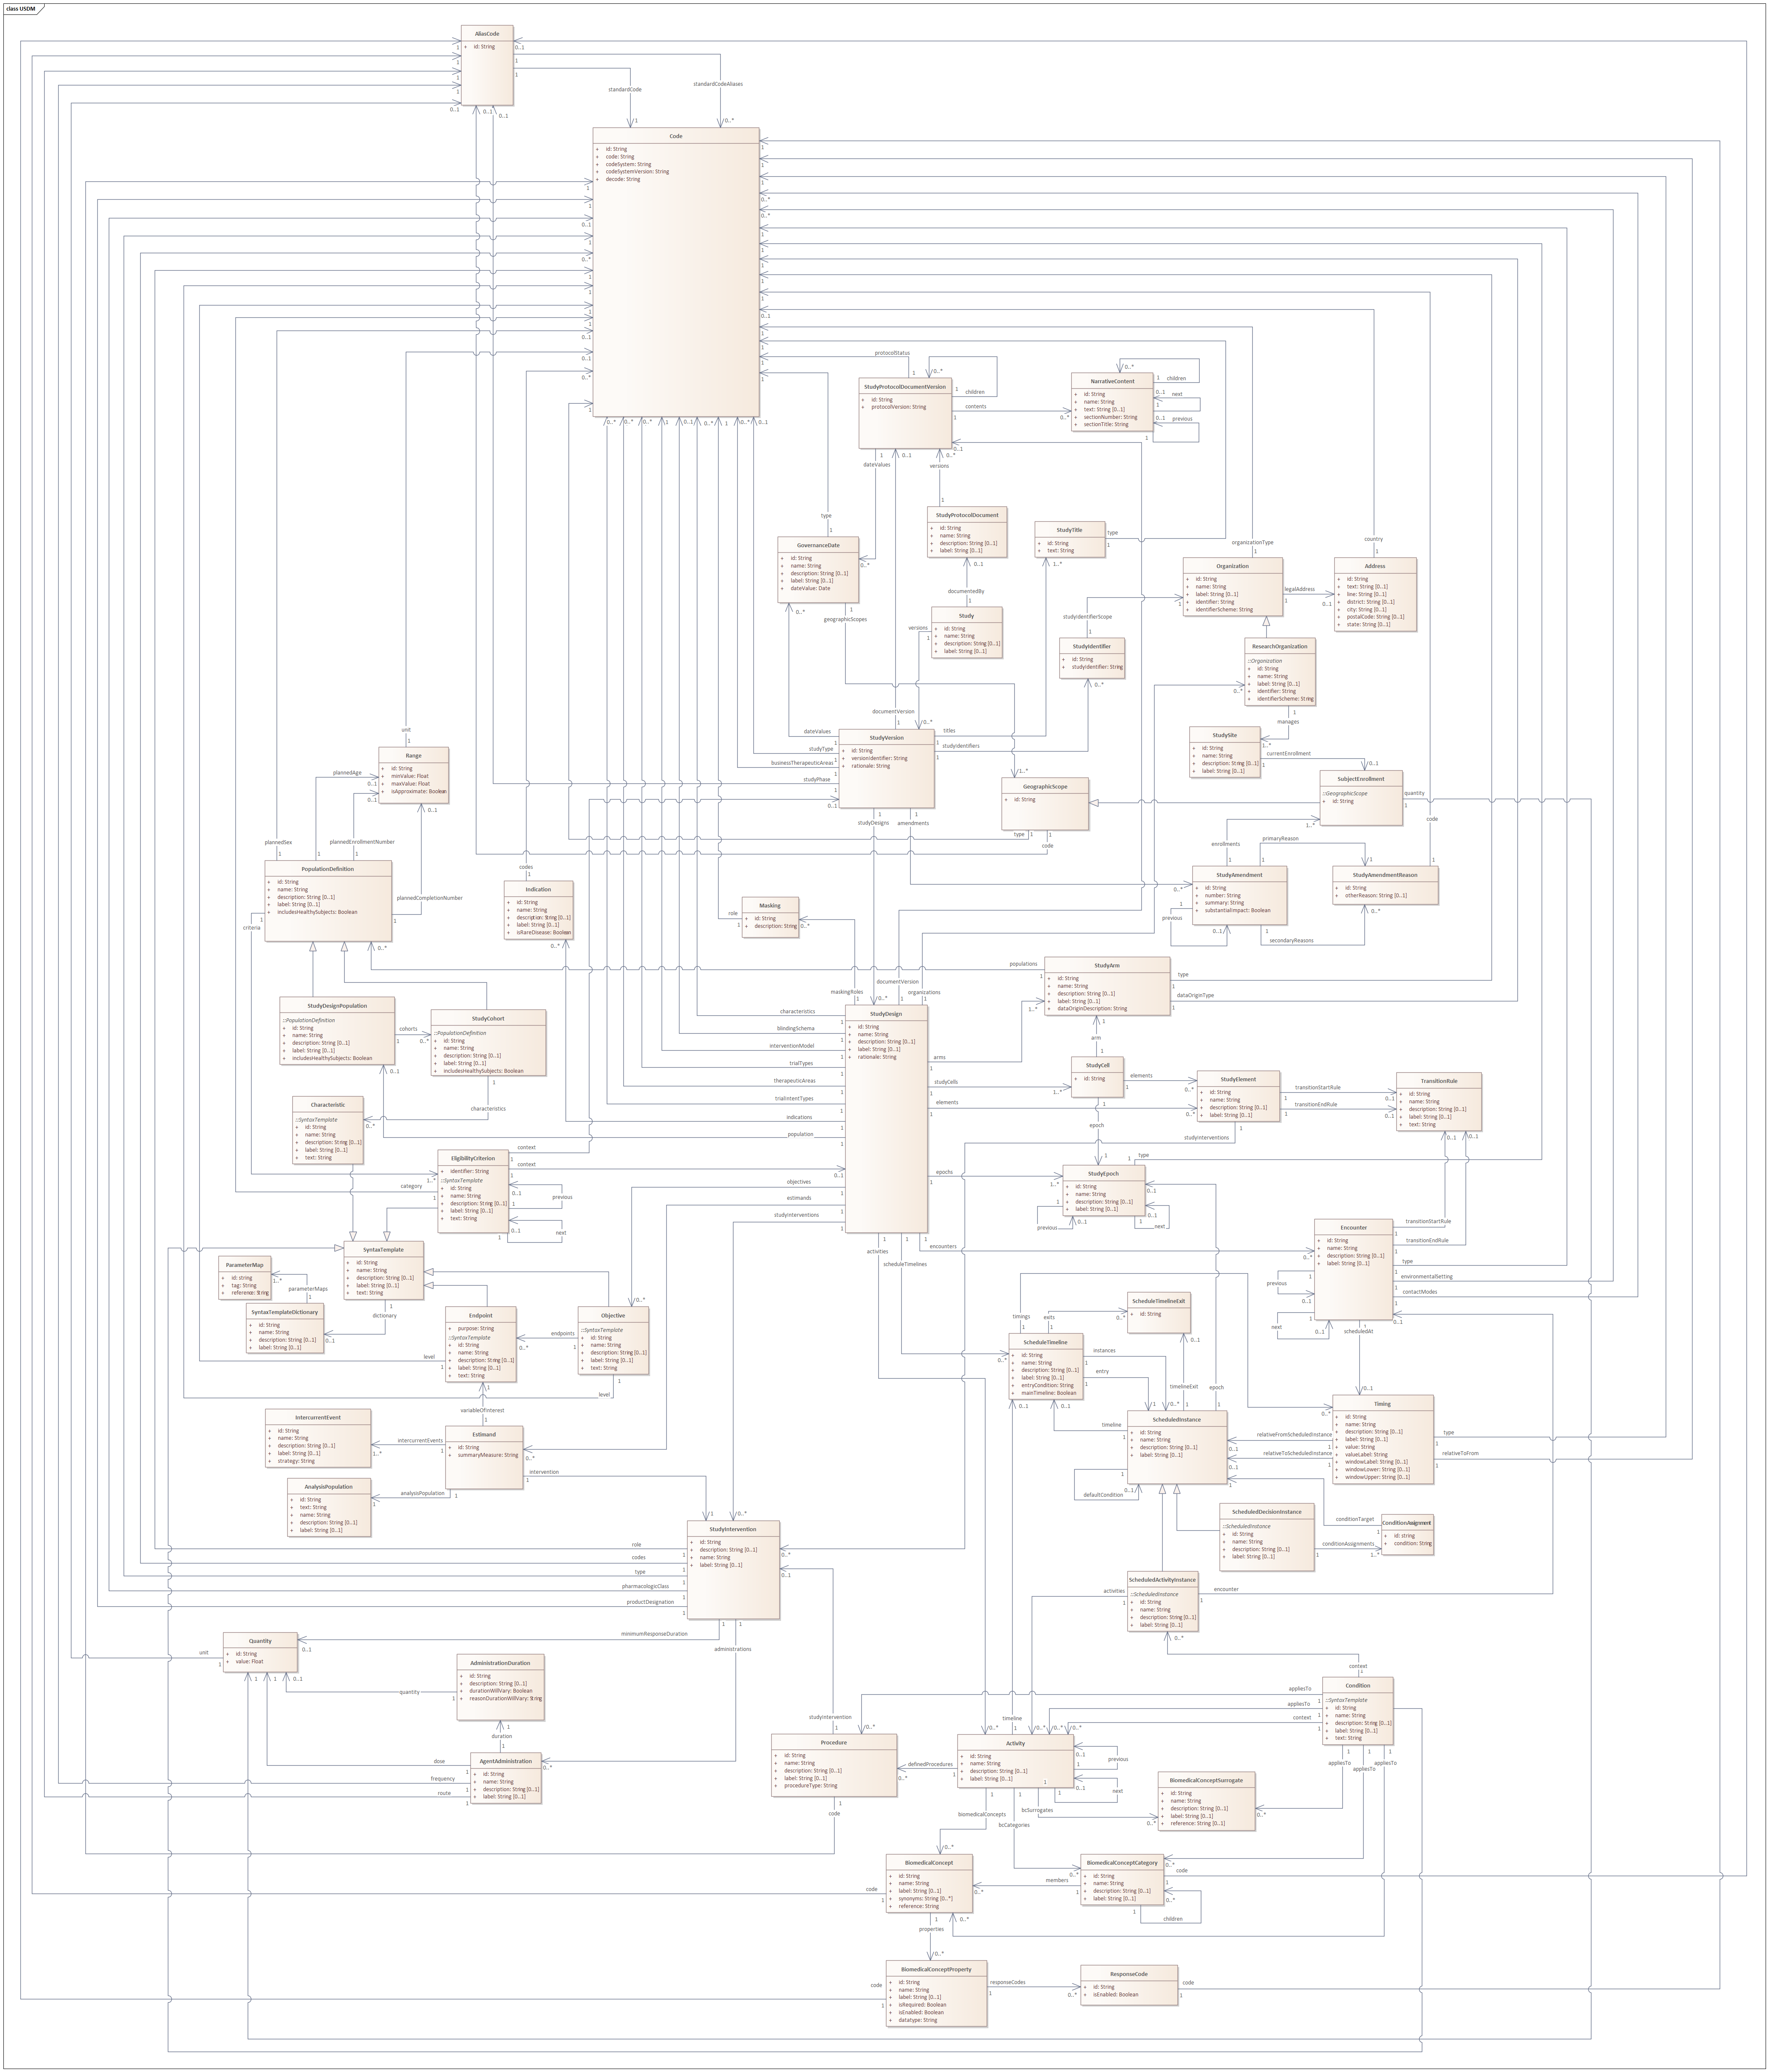 class USDM
AliasCode
+ id: String
standardCode
standardCodeAliases
Code
+ id: String
+ code: String
+ codeSystem: String
+ codeSystemVersion: String
+ decode: String
protocolStatus
StudyProtocolDocumentVersion
+ id: String
+ protocolVersion: String
children
contents
NarrativeContent
+ id: String
+ name: String
+ text: String [0..1]
+ sectionNumber: String
+ sectionTitle: String
children
next
previous
dateValues
versions
type
StudyProtocolDocument
+ id: String
+ name: String
+ description: String [0..1]
+ label: String [0..1]
StudyTitle
+ id: String
+ text: String
type
GovernanceDate
+ id: String
+ name: String
+ description: String [0..1]
+ label: String [0..1]
+ dateValue: Date
organizationType
country
Organization
+ id: String
+ name: String
+ label: String [0..1]
+ identifier: String
+ identifierScheme: String
legalAddress
Address
+ id: String
+ text: String [0..1]
+ line: String [0..1]
+ district: String [0..1]
+ city: String [0..1]
+ postalCode: String [0..1]
+ state: String [0..1]
documentedBy
geographicScopes
versions
Study
+ id: String
+ name: String
+ description: String [0..1]
+ label: String [0..1]
studyIdentifierScope
StudyIdentifier
+ id: String
+ studyIdentifier: String
ResearchOrganization
::Organization
+ id: String
+ name: String
+ label: String [0..1]
+ identifier: String
+ identifierScheme: String
manages
documentVersion
StudyVersion
+ id: String
+ versionIdentifier: String
+ rationale: String
dateValues
studyType
businessTherapeuticAreas
studyPhase
titles
studyIdentifiers
StudySite
+ id: String
+ name: String
+ description: String [0..1]
+ label: String [0..1]
currentEnrollment
unit
Range
+ id: String
+ minValue: Float
+ maxValue: Float
+ isApproximate: Boolean
plannedAge
GeographicScope
+ id: String
type
code
SubjectEnrollment
::GeographicScope
+ id: String
quantity
code
studyDesigns
amendments
plannedSex
plannedEnrollmentNumber
enrollments
primaryReason
PopulationDefinition
+ id: String
+ name: String
+ description: String [0..1]
+ label: String [0..1]
+ includesHealthySubjects: Boolean
plannedCompletionNumber
criteria
codes
Indication
+ id: String
+ name: String
+ description: String [0..1]
+ label: String [0..1]
+ isRareDisease: Boolean
Masking
+ id: String
+ description: String
role
StudyAmendment
+ id: String
+ number: String
+ summary: String
+ substantialImpact: Boolean
previous
secondaryReasons
StudyAmendmentReason
+ id: String
+ otherReason: String [0..1]
populations
StudyArm
+ id: String
+ name: String
+ description: String [0..1]
+ label: String [0..1]
+ dataOriginDescription: String
type
dataOriginType
maskingRoles
documentVersion
organizations
StudyDesignPopulation
::PopulationDefinition
+ id: String
+ name: String
+ description: String [0..1]
+ label: String [0..1]
+ includesHealthySubjects: Boolean
cohorts
StudyCohort
::PopulationDefinition
+ id: String
+ name: String
+ description: String [0..1]
+ label: String [0..1]
+ includesHealthySubjects: Boolean
characteristics
StudyDesign
+ id: String
+ name: String
+ description: String [0..1]
+ label: String [0..1]
+ rationale: String
characteristics
blindingSchema
interventionModel
trialTypes
therapeuticAreas
trialIntentTypes
indications
population
objectives
estimands
studyInterventions
arms
studyCells
elements
epochs
encounters
activities
scheduleTimelines
arm
StudyCell
+ id: String
elements
epoch
StudyElement
+ id: String
+ name: String
+ description: String [0..1]
+ label: String [0..1]
transitionStartRule
transitionEndRule
studyInterventions
TransitionRule
+ id: String
+ name: String
+ description: String [0..1]
+ label: String [0..1]
+ text: String
Characteristic
::SyntaxTemplate
+ id: String
+ name: String
+ description: String [0..1]
+ label: String [0..1]
+ text: String
EligibilityCriterion
+ identifier: String
::SyntaxTemplate
+ id: String
+ name: String
+ description: String [0..1]
+ label: String [0..1]
+ text: String
context
context
category
previous
next
StudyEpoch
+ id: String
+ name: String
+ description: String [0..1]
+ label: String [0..1]
type
previous
next
Encounter
+ id: String
+ name: String
+ description: String [0..1]
+ label: String [0..1]
transitionStartRule
transitionEndRule
type
environmentalSetting
contactModes
previous
next
scheduledAt
SyntaxTemplate
+ id: String
+ name: String
+ description: String [0..1]
+ label: String [0..1]
+ text: String
dictionary
ParameterMap
+ id: string
+ tag: String
+ reference: String
parameterMaps
SyntaxTemplateDictionary
+ id: String
+ name: String
+ description: String [0..1]
+ label: String [0..1]
Endpoint
+ purpose: String
::SyntaxTemplate
+ id: String
+ name: String
+ description: String [0..1]
+ label: String [0..1]
+ text: String
level
endpoints
Objective
::SyntaxTemplate
+ id: String
+ name: String
+ description: String [0..1]
+ label: String [0..1]
+ text: String
level
timings
exits
ScheduleTimelineExit
+ id: String
ScheduleTimeline
+ id: String
+ name: String
+ description: String [0..1]
+ label: String [0..1]
+ entryCondition: String
+ mainTimeline: Boolean
instances
entry
timelineExit
epoch
variableOfInterest
Estimand
+ id: String
+ summaryMeasure: String
intercurrentEvents
analysisPopulation
intervention
IntercurrentEvent
+ id: String
+ name: String
+ description: String [0..1]
+ label: String [0..1]
+ strategy: String
AnalysisPopulation
+ id: String
+ text: String
+ name: String
+ description: String [0..1]
+ label: String [0..1]
ScheduledInstance
+ id: String
+ name: String
+ description: String [0..1]
+ label: String [0..1]
timeline
defaultCondition
relativeFromScheduledInstance
relativeToScheduledInstance
Timing
+ id: String
+ name: String
+ description: String [0..1]
+ label: String [0..1]
+ value: String
+ valueLabel: String
+ windowLabel: String [0..1]
+ windowLower: String [0..1]
+ windowUpper: String [0..1]
type
relativeToFrom
ScheduledDecisionInstance
::ScheduledInstance
+ id: String
+ name: String
+ description: String [0..1]
+ label: String [0..1]
conditionTarget
conditionAssignments
ConditionAssignment
+ id: string
+ condition: String
StudyIntervention
+ id: String
+ description: String [0..1]
+ name: String
+ label: String [0..1]
role
codes
type
pharmacologicClass
productDesignation
minimumResponseDuration
administrations
ScheduledActivityInstance
::ScheduledInstance
+ id: String
+ name: String
+ description: String [0..1]
+ label: String [0..1]
activities
encounter
Quantity
+ id: String
+ value: Float
unit
AdministrationDuration
+ id: String
+ description: String [0..1]
+ durationWillVary: Boolean
+ reasonDurationWillVary: String
quantity
duration
AgentAdministration
+ id: String
+ name: String
+ description: String [0..1]
+ label: String [0..1]
dose
frequency
route
studyIntervention
Procedure
+ id: String
+ name: String
+ description: String [0..1]
+ label: String [0..1]
+ procedureType: String
code
definedProcedures
timeline
Activity
+ id: String
+ name: String
+ description: String [0..1]
+ label: String [0..1]
previous
next
biomedicalConcepts
bcCategories
bcSurrogates
context
Condition
::SyntaxTemplate
+ id: String
+ name: String
+ description: String [0..1]
+ label: String [0..1]
+ text: String
appliesTo
appliesTo
context
appliesTo
appliesTo
appliesTo
BiomedicalConceptSurrogate
+ id: String
+ name: String
+ description: String [0..1]
+ label: String [0..1]
+ reference: String [0..1]
BiomedicalConcept
+ id: String
+ name: String
+ label: String [0..1]
+ synonyms: String [0..*]
+ reference: String
code
members
properties
BiomedicalConceptCategory
+ id: String
+ name: String
+ description: String [0..1]
+ label: String [0..1]
code
children
BiomedicalConceptProperty
+ id: String
+ name: String
+ label: String [0..1]
+ isRequired: Boolean
+ isEnabled: Boolean
+ datatype: String
code
responseCodes
ResponseCode
+ id: String
+ isEnabled: Boolean
code